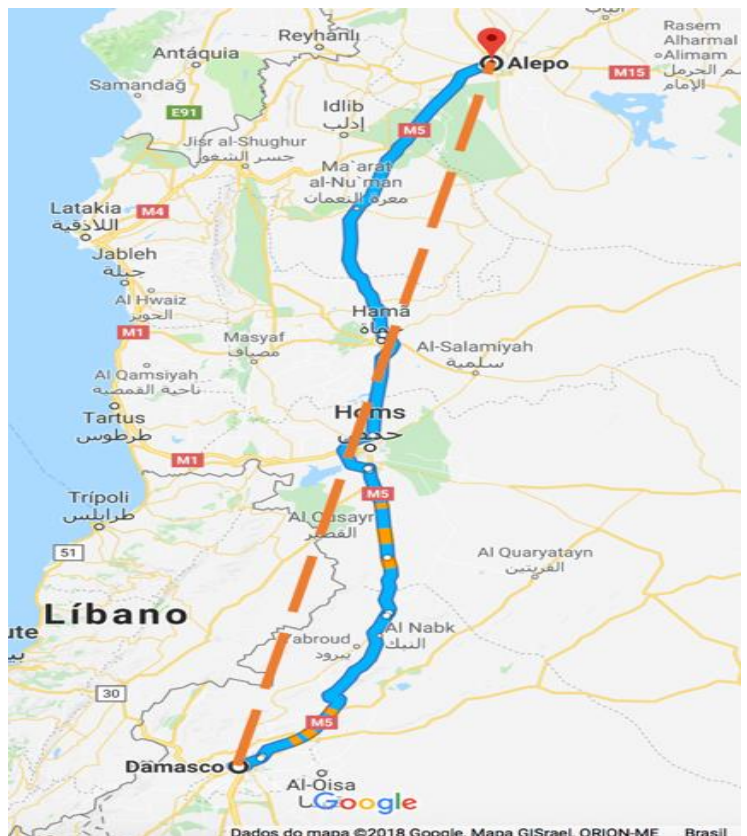 الباب
Reyhanlı
Rasem
Alharmal
Alimam
رسم الحرمل
الإمام
Antáquia
Alepo
Samandağ
M15
E91
Idlib
إدلب
M5
Jisr al-Shughur
جسر الشغور
Ma`arat
al-Nu`man
معرة النعمان
Latakia
اللاذقية
M4
Jableh
جبلة
Al Hwaiz
الحويز
M1
Hamã
حماة
Masyaf
مصياف
Al-Salamiyah
سلمية
Al Qamsiyah
ناحية القمصية
Tartus
طرطوس
Homs
حمص
M1
M5
Trípoli
طرابلس
Al Qusayr
القصير
51
Al Quaryatayn
القريتين
Líbano
Al Nabk
النبك
Yabroud
يبرود
30
M5
Damasco
Al-Qisa
Google
Dados do mapa ©2018 Google, Mapa GISrael, ORION-ME Brasil